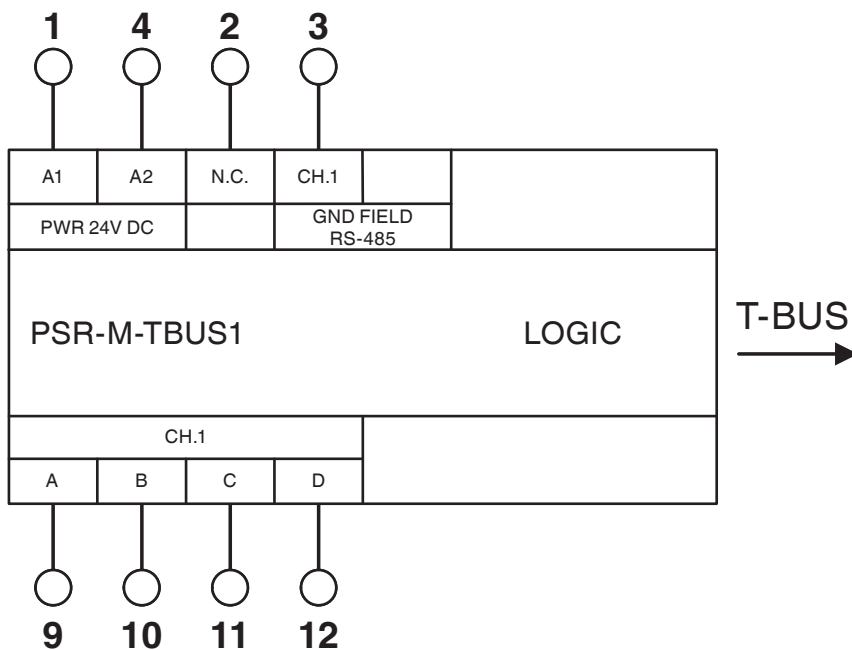 1 4 2 3
A1 A2 N.C. CH.1
PWR 24V DC GND FIELD
RS-485
PSR-M-TBUS1 LOGIC T-BUS
CH.1
A B C D
9 10 11 12